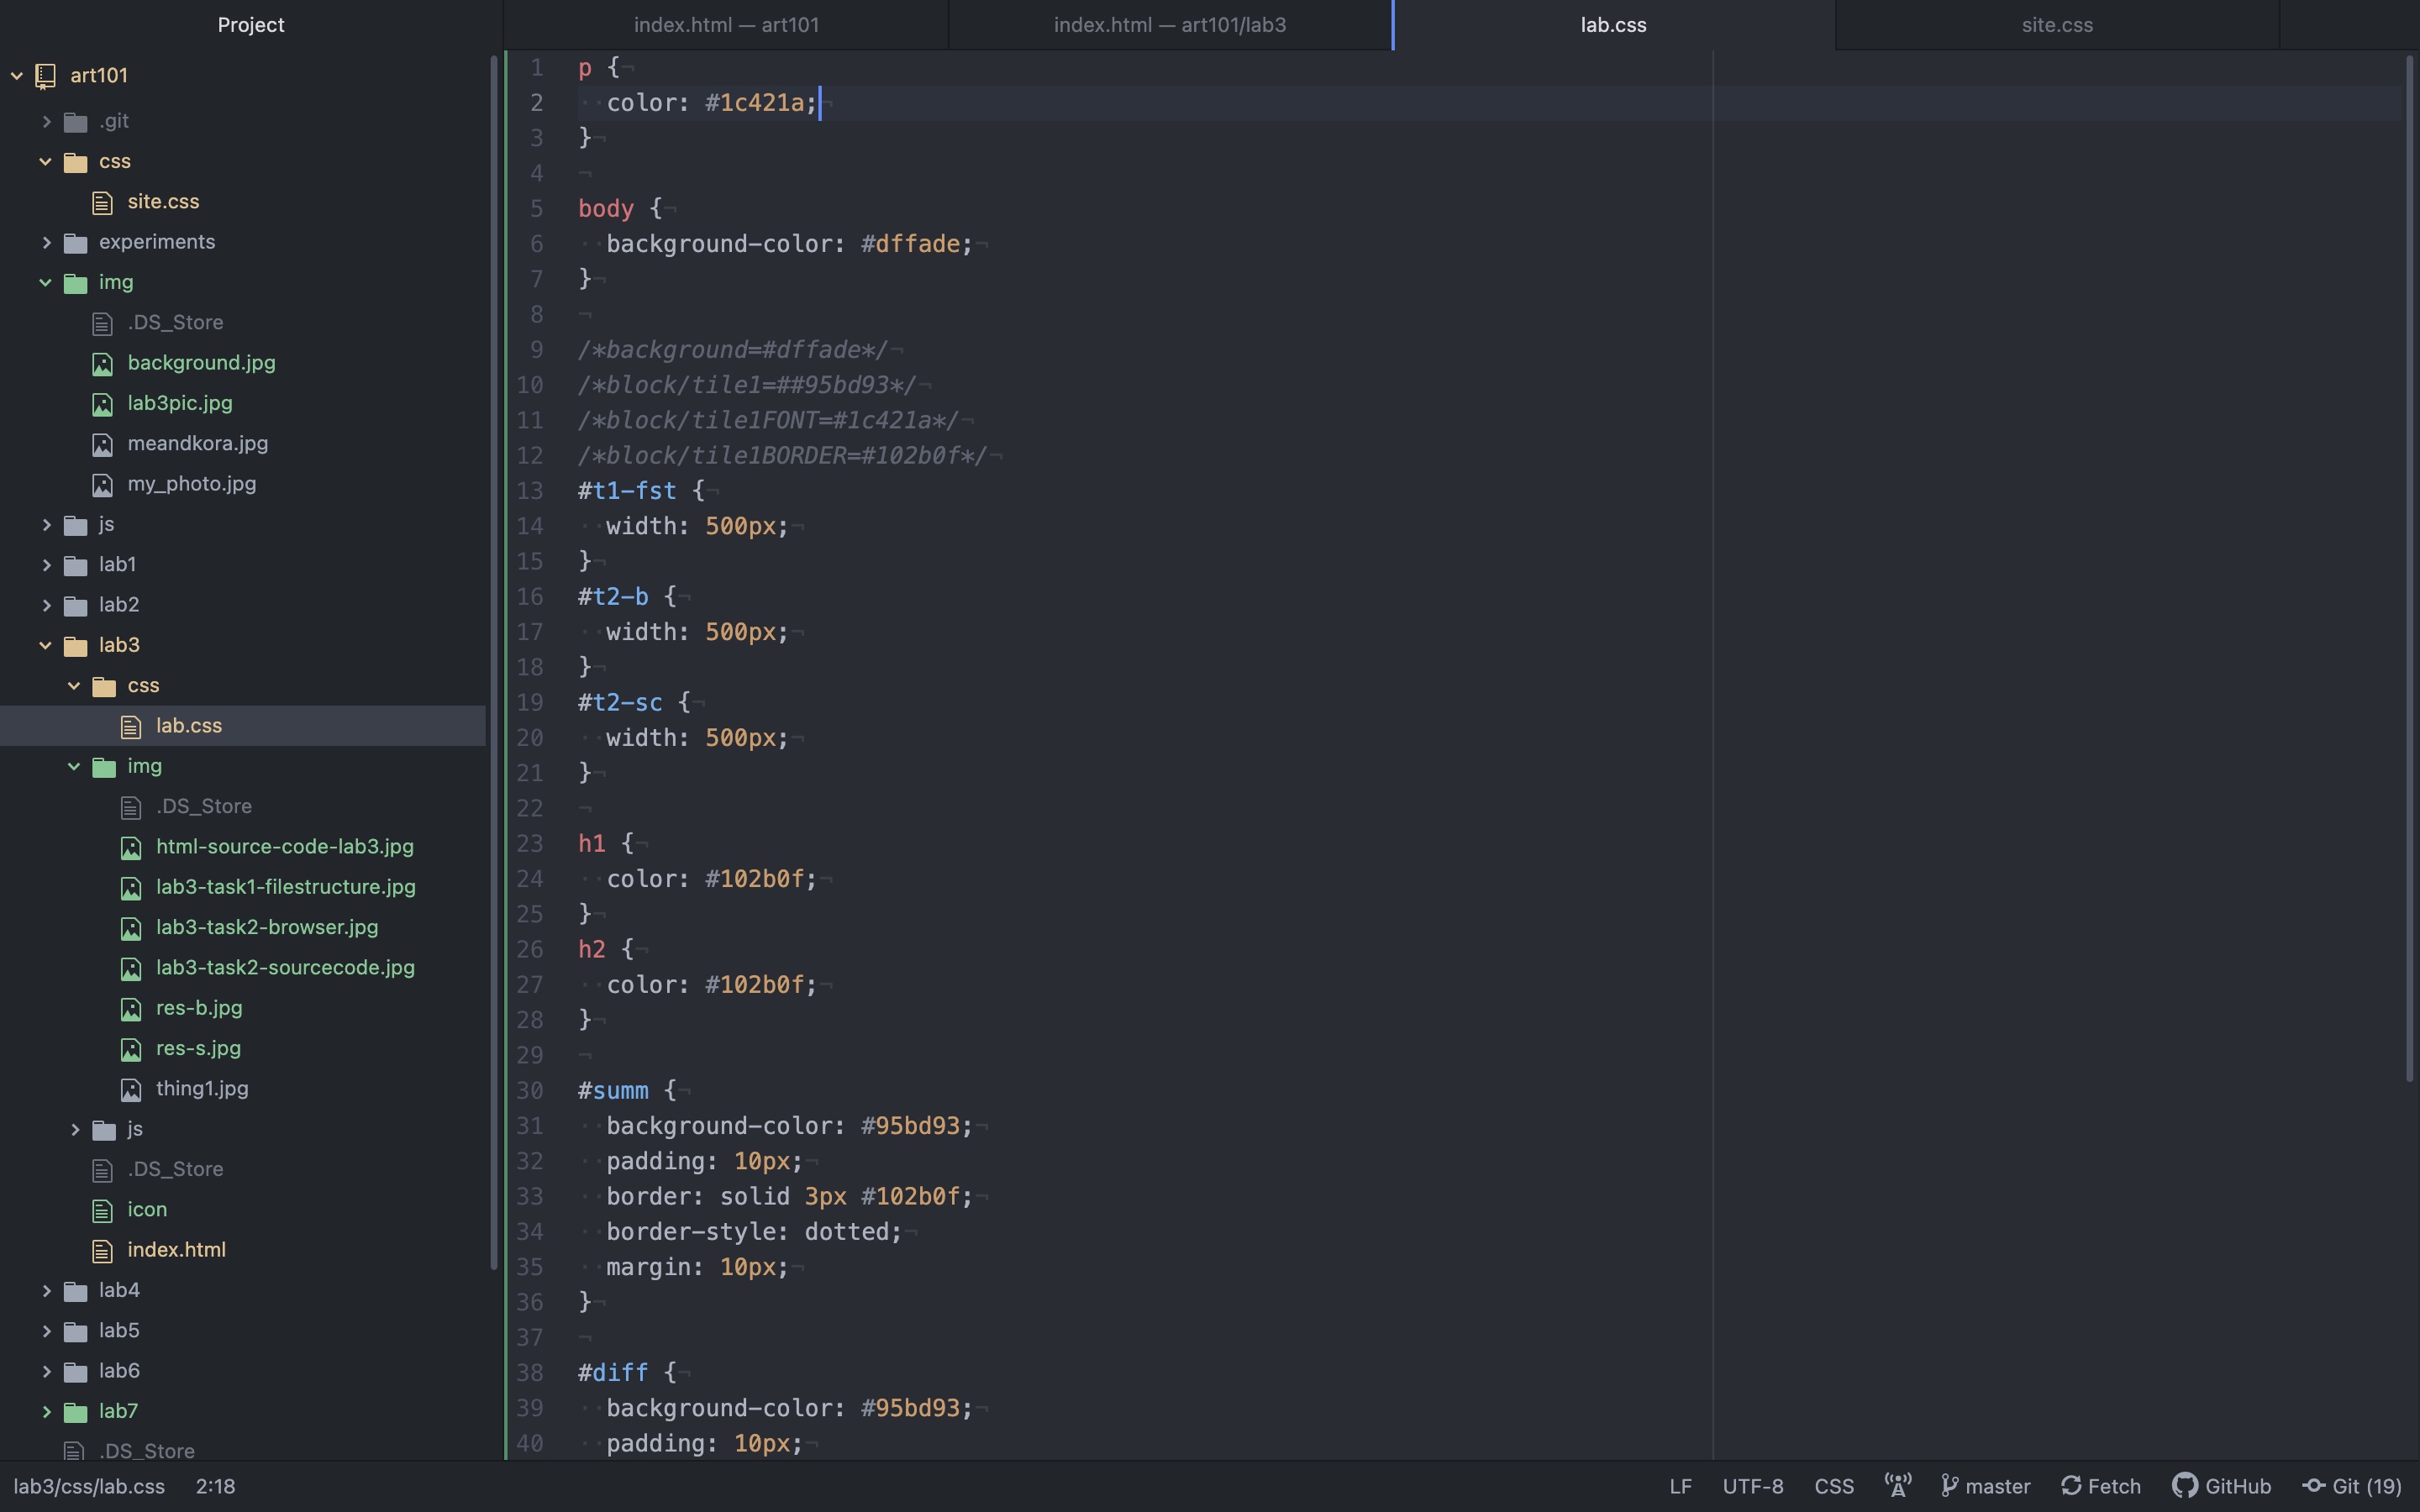 Project
art101
.git
css
site.css
experiments
img
.DS_Store
background.jpg
lab3pic.jpg
meandkora.jpg
my_photo.jpg
js
lab1
lab2
lab3
css
lab.css
img
.DS_Store
html-source-code-lab3.jpg
lab3-task1-filestructure.jpg
lab3-task2-browser.jpg
lab3-task2-sourcecode.jpg
res-b.jpg
res-s.jpg
thing1.jpg
js
.DS_Store
icon
index.html
lab4
lab5
lab6
lab7
.DS_Store
index.html — art101
index.html — art101/lab3
lab.css
site.css
1 p {¬
2 ··color: #1c421a;¬
3 }¬
4 ¬
5 body {¬
6 ··background-color: #dffade;¬
7 }¬
8 ¬
9 /*background=#dffade*/¬
10 /*block/tile1=##95bd93*/¬
11 /*block/tile1FONT=#1c421a*/¬
12 /*block/tile1BORDER=#102b0f*/¬
13 #t1-fst {¬
14 ··width: 500px;¬
15 }¬
16 #t2-b {¬
17 ··width: 500px;¬
18 }¬
19 #t2-sc {¬
20 ··width: 500px;¬
21 }¬
22 ¬
23 h1 {¬
24 ··color: #102b0f;¬
25 }¬
26 h2 {¬
27 ··color: #102b0f;¬
28 }¬
29 ¬
30 #summ {¬
31 ··background-color: #95bd93;¬
32 ··padding: 10px;¬
33 ··border: solid 3px #102b0f;¬
34 ··border-style: dotted;¬
35 ··margin: 10px;¬
36 }¬
37 ¬
38 #diff {¬
39 ··background-color: #95bd93;¬
40 ··padding: 10px;¬
lab3/css/lab.css 2:18 LF UTF-8 CSS master Fetch GitHub Git (19)